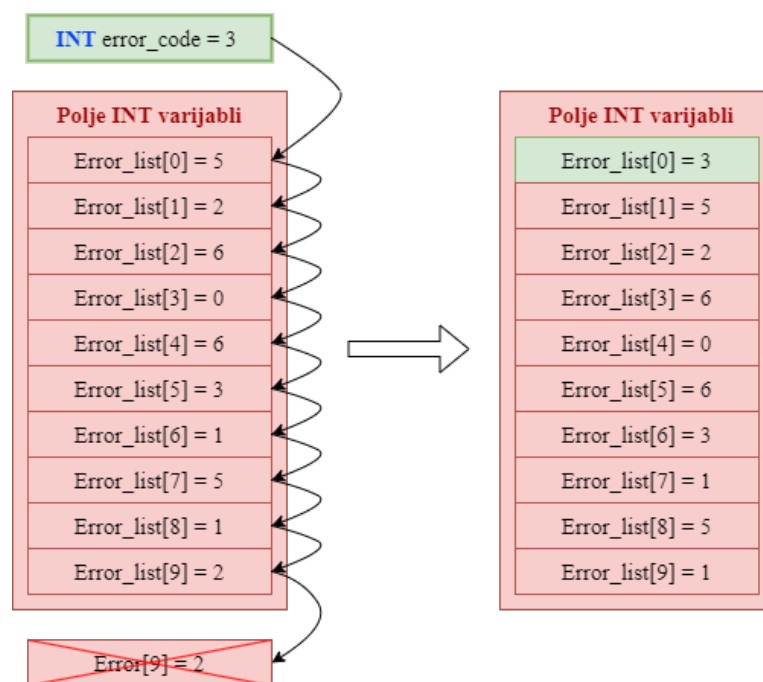 INT error_code = 3
Polje INT varijabli
Error_list[0] = 5
Error_list[1] = 2
Error_list[2] = 6
Error_list[3] = 0
Error_list[4] = 6
Error_list[5] = 3
Error_list[6] = 1
Error_list[7] = 5
Error_list[8] = 1
Error_list[9] = 2
Error[9] = 2
Polje INT varijabli
Error_list[0] = 3
Error_list[1] = 5
Error_list[2] = 2
Error_list[3] = 6
Error_list[4] = 0
Error_list[5] = 6
Error_list[6] = 3
Error_list[7] = 1
Error_list[8] = 5
Error_list[9] = 1